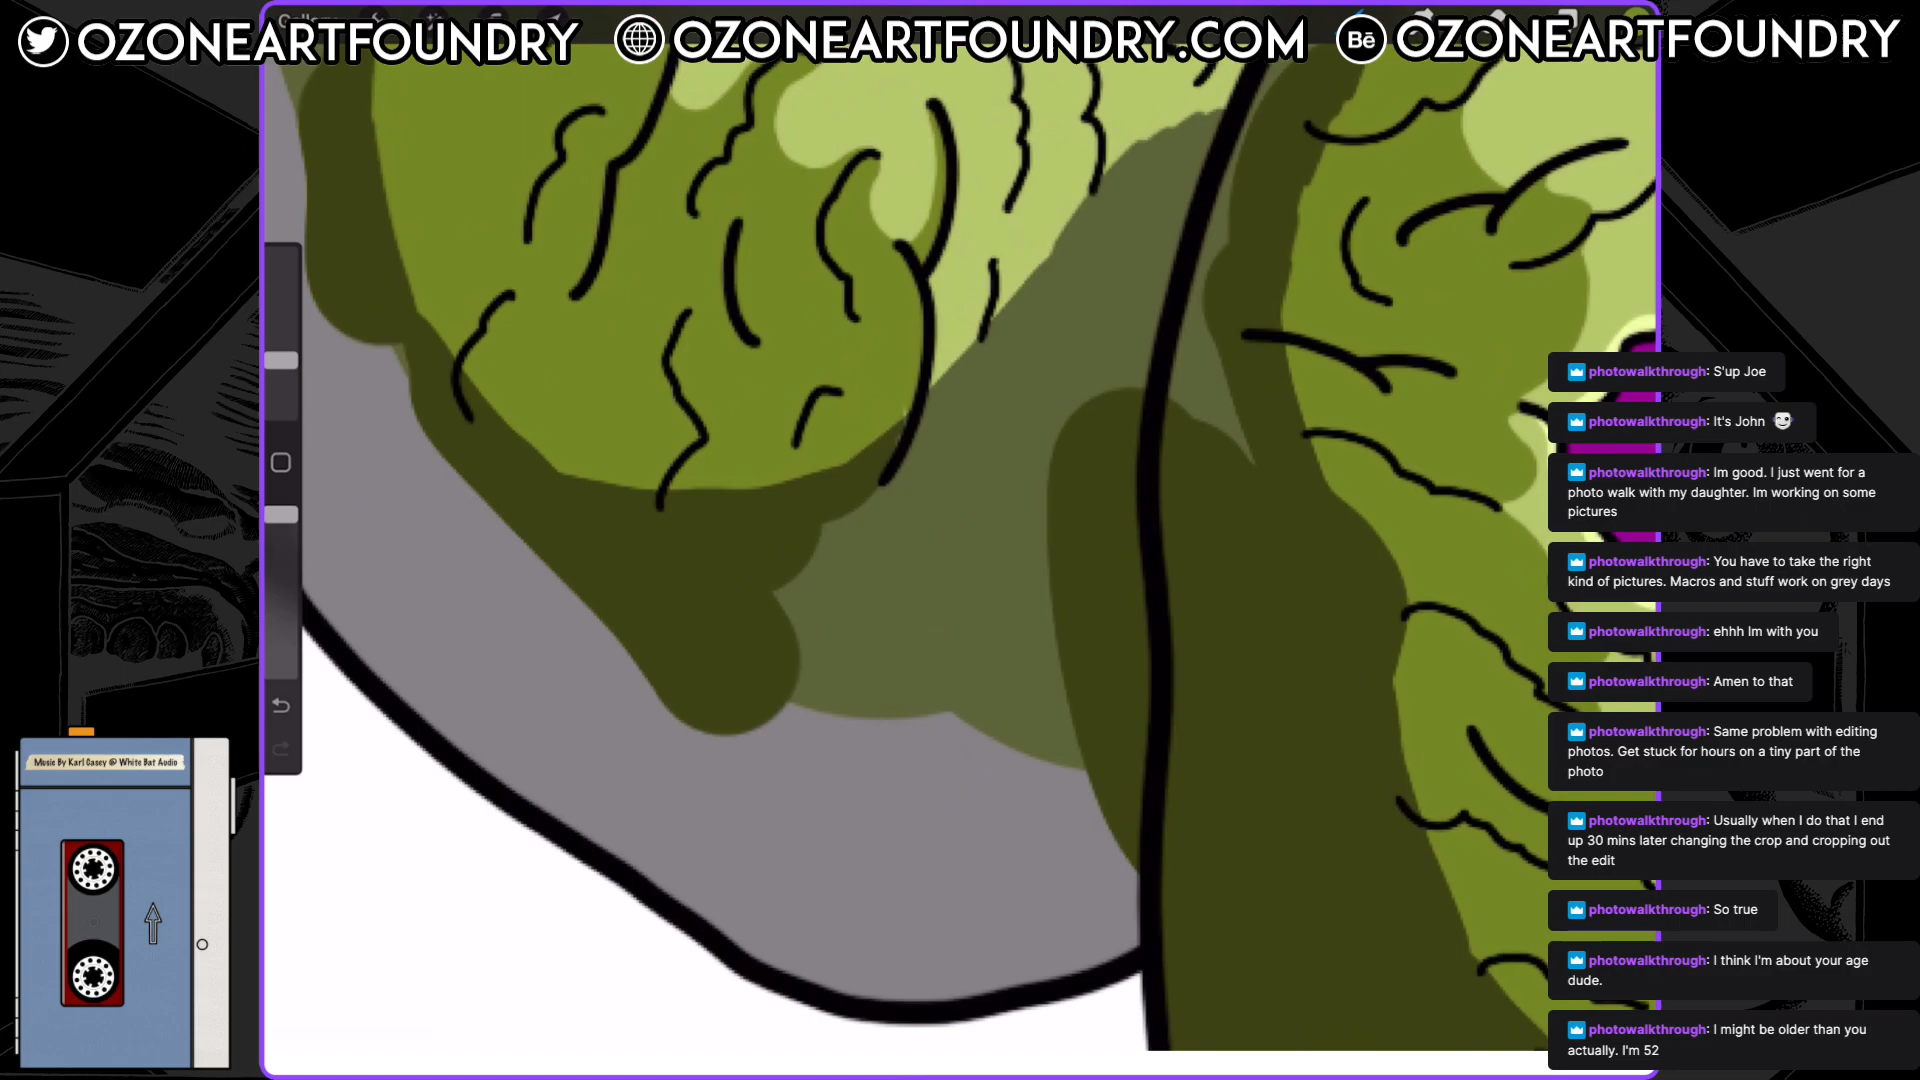 OZONEARTFOUNDRY
OZONEARTFOUNDRY.COM
Bē OZONEARTFOUNDRY
photowalkthrough: S'up Joe
photowalkthrough: It's John
photowalkthrough: Im good. I just went for a
photo walk with my daughter. Im working on some
pictures
photowalkthrough: You have to take the right
kind of pictures. Macros and stuff work on grey days
photowalkthrough: ehhh Im with you
photowalkthrough: Amen to that
photowalkthrough: Same problem with editing
photos. Get stuck for hours on a tiny part of the
photo
photowalkthrough: Usually when I do that I end
up 30 mins later changing the crop and cropping out
the edit
photowalkthrough: So true
photowalkthrough: I think I'm about your age
dude.
photowalkthrough: I might be older than you
actually. I'm 52
Music By Karl Casey @ White Bat Audio